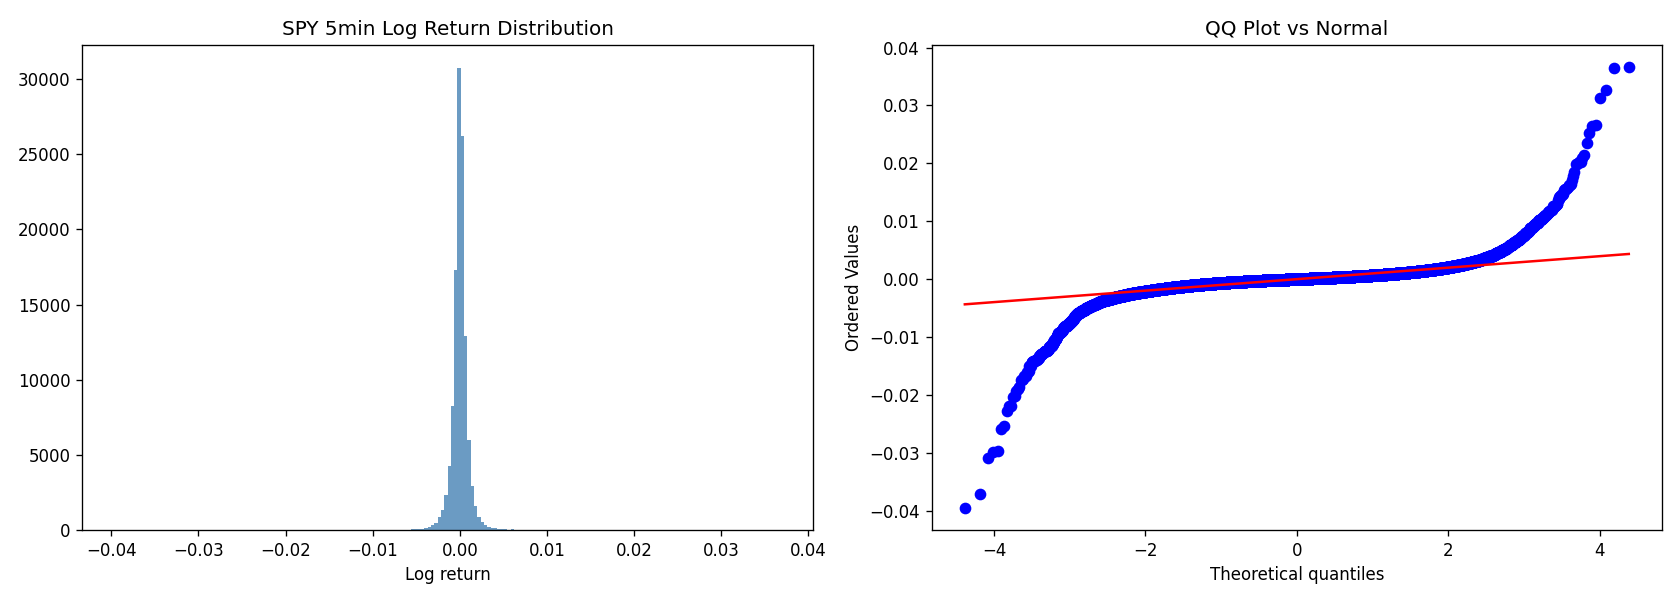 SPY 5min Log Return Distribution
30000
25000
20000
15000
10000
5000
0
−0.04 −0.03 −0.02 −0.01 0.00 0.01 0.02 0.03 0.04
Log return
QQ Plot vs Normal
Ordered Values
0.04
0.03
0.02
0.01
0.00
−0.01
−0.02
−0.03
−0.04
−4 −2 0 2 4
Theoretical quantiles